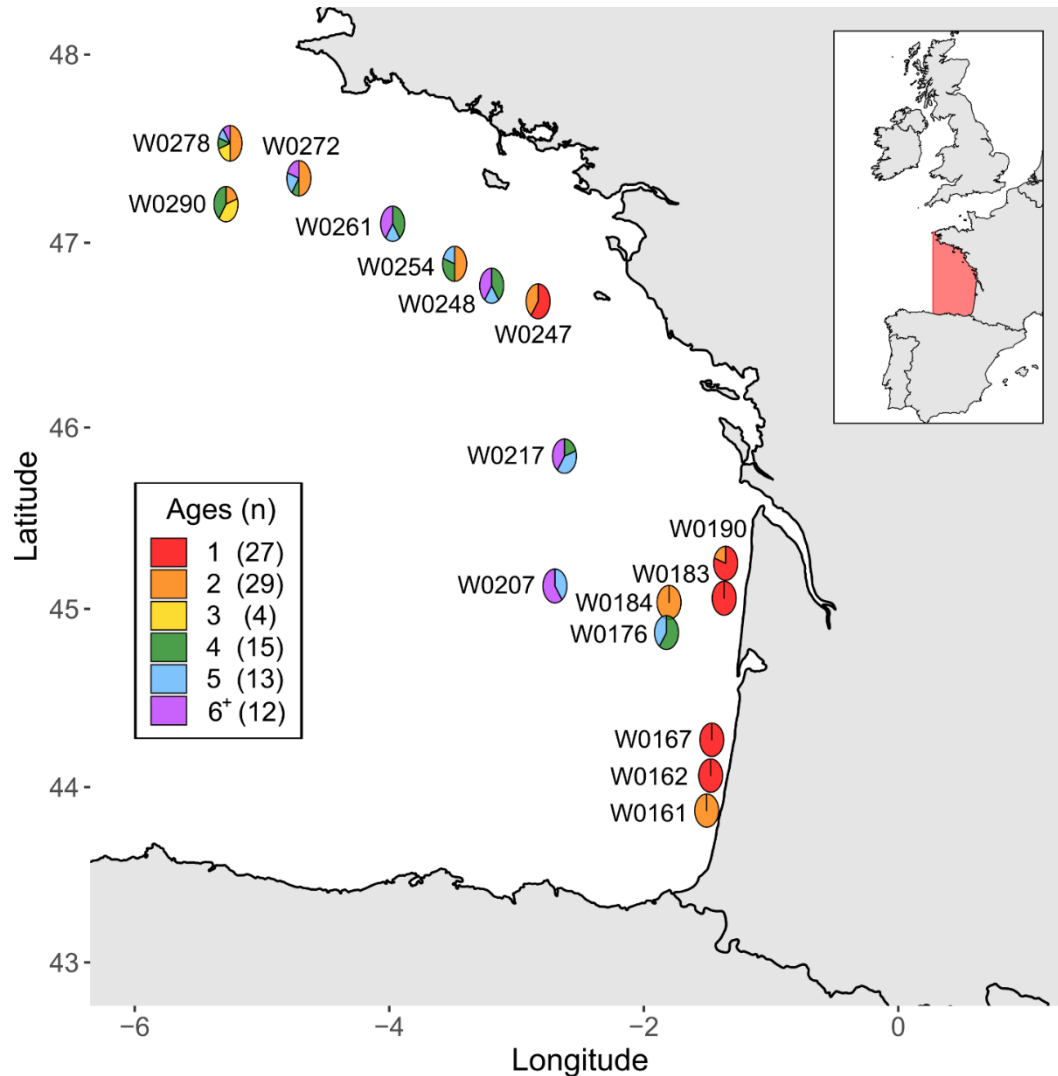 48
47
46
45
44
43
Latitude
−6
−4
−2
0
Longitude
W0278
W0272
W0290
W0261
W0254
W0248
W0247
W0217
W0190
W0207
W0183
W0184
W0176
W0167
W0162
W0161
Ages (n)
1 (27)
2 (29)
3 (4)
4 (15)
5 (13)
6+ (12)